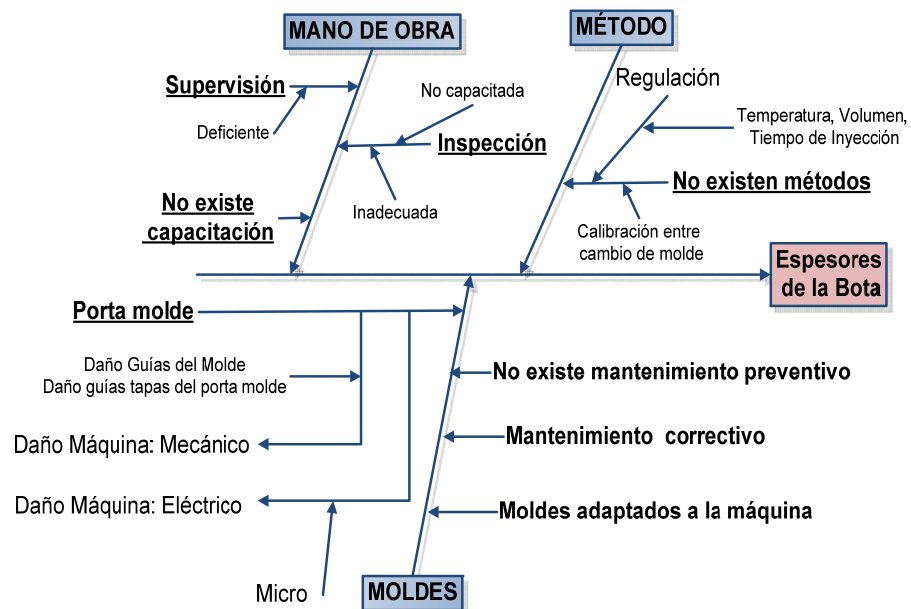 MANO DE OBRA
MÉTODO
Supervisión
Deficiente
No capacitada
Inspección
Inadecuada
No existe
capacitación
Regulación
Temperatura, Volumen,
Tiempo de Inyección
No existen métodos
Calibración entre
cambio de molde
Espesores
de la Bota
Porta molde
Daño Guías del Molde
Daño guías tapas del porta molde
Daño Máquina: Mecánico
Daño Máquina: Eléctrico
Micro
No existe mantenimiento preventivo
Mantenimiento correctivo
Moldes adaptados a la máquina
MOLDES